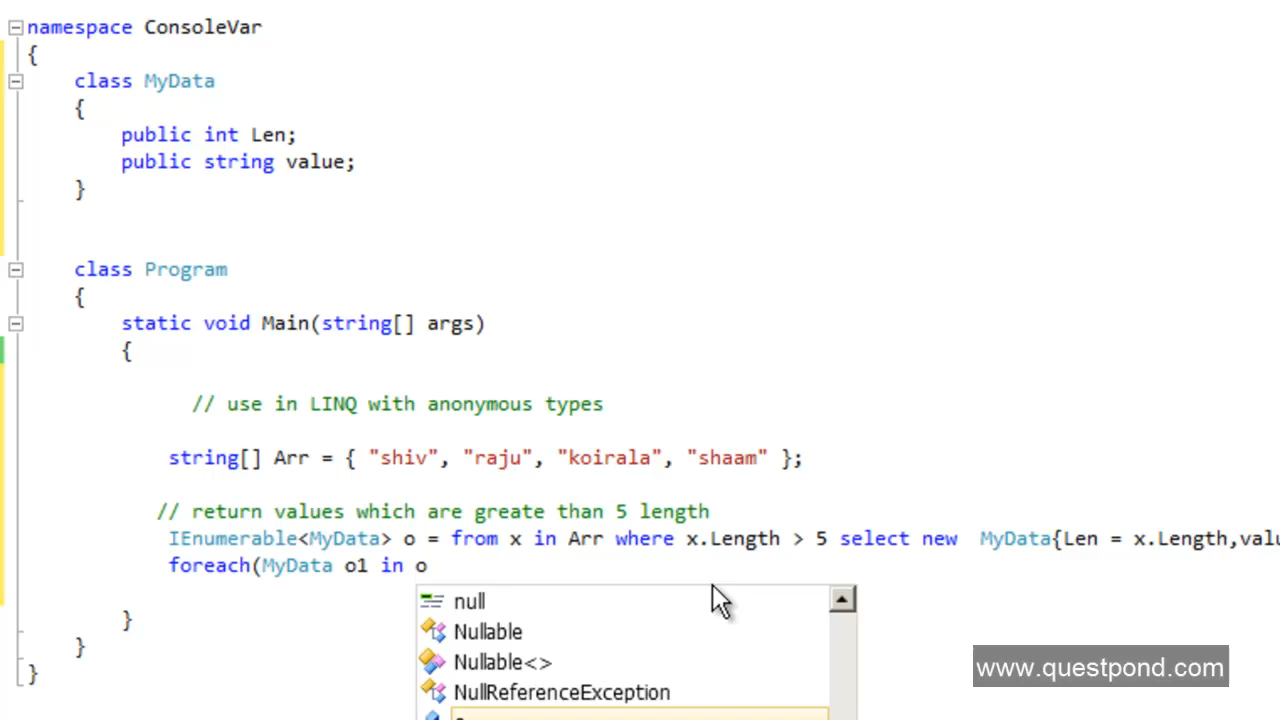 namespace ConsoleVar
{
class MyData
{
public int Len;
public string value;
}
class Program
{
static void Main(string[] args)
{
// use in LINQ with anonymous types
string[] Arr = { "shiv", "raju", "koirala", "shaam" };
// return values which are greate than 5 length
IEnumerable<MyData> o = from x in Arr where x.Length > 5 select new  MyData{Len = x.Length,valu
foreach(MyData o1 in o
null
Nullable
Nullable<>
NullReferenceException
}
}
}
www.questpond.com